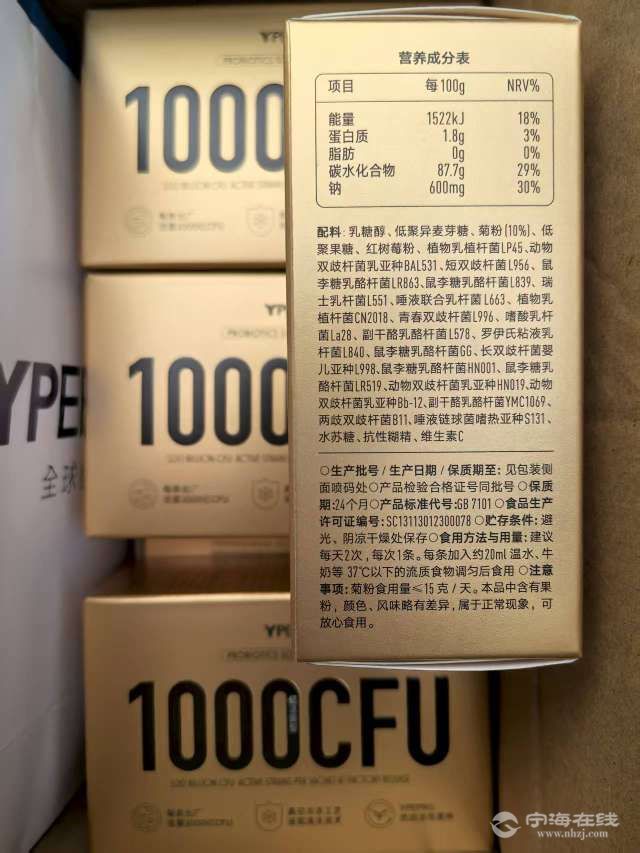 营养成分表
项目 每100g NRV%
能量 1522kJ 18%
蛋白质 1.8g 3%
脂肪 0g 0%
碳水化合物 87.7g 29%
钠 600mg 30%
配料:乳糖醇、低聚异麦芽糖、菊粉(10%)、低
聚果糖、红树莓粉、植物乳植杆菌LP45、动物
双歧杆菌乳亚种BAL531、短双歧杆菌L956、鼠
李糖乳酪杆菌LRB63、鼠李糖乳酪杆菌L839、瑞
士乳杆菌L551、唾液联合乳杆菌L663、植物乳
植杆菌CN2018、青春双歧杆菌L996、嗜酸乳杆
菌La28、副干酪乳酪杆菌L578、罗伊氏粘液乳
杆菌L840、鼠李糖乳酪杆菌GG、长双歧杆菌婴
儿亚种L998、鼠李糖乳酪杆菌HN001、鼠李糖乳
酪杆菌LR519、动物双歧杆菌乳亚种HN019、动物
双歧杆菌乳亚种Bb-12、副干酪乳酪杆菌YMC1069、
两歧双歧杆菌B11、唾液链球菌嗜热亚种S131、
水苏糖、抗性糊精、维生素C
○生产批号/生产日期/保质期至:见包装侧
面喷码处○产品检验合格证号同批号○保质
期:24个月○产品标准代号:GB 7101○食品生产
许可证编号:SC13113012300078○贮存条件:避
光、阴凉干燥处保存○食用方法与用量:建议
每天2次,每次1条。每条加入约20ml 温水、牛
奶等 37℃以下的流质食物调匀后食用○注意
事项:菊粉食用量≤15 克/天。本品中含有果
粉,颜色、风味略有差异,属于正常现象,可
放心食用。
1000
1000
YPE
全球
1000CFU
宁海在线
www.nhzj.com